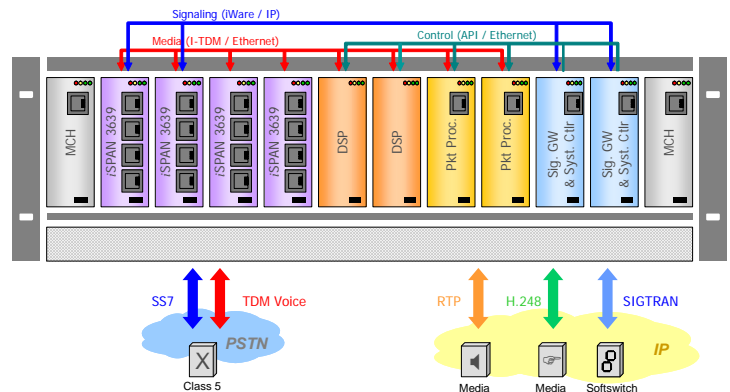 Signaling (iWare / IP)
Media (I-TDM / Ethernet)
Control (API / Ethernet)
MCH
iSPAN 3639
iSPAN 3639
iSPAN 3639
iSPAN 3639
DSP
DSP
Pkt Proc.
Pkt Proc.
Sig. GW
& Syst. Ctlr
Sig. GW
& Syst. Ctlr
MCH
SS7
TDM Voice
RTP
H.248
SIGTRAN
PSTN
IP
X
Class 5
Media
Media
Softswitch